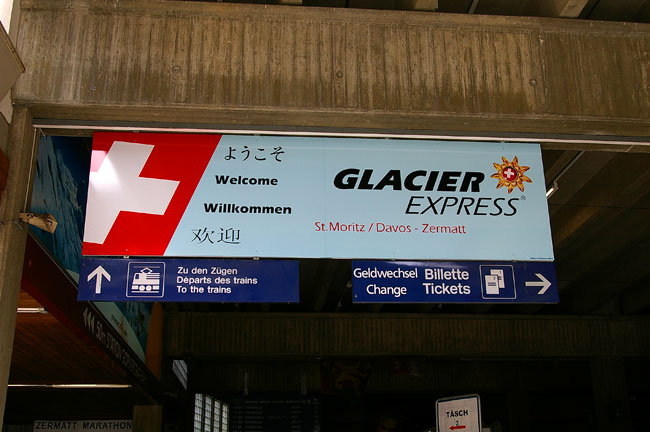 ようこそ
Welcome
Willkommen
欢迎
GLACIER
EXPRESS®
St.Moritz / Davos - Zermatt
Zu den Zügen
Départs des trains
To the trains
Geldwechsel Billette
Change Tickets
TÄSCH
2
ZERMATT MARATHON